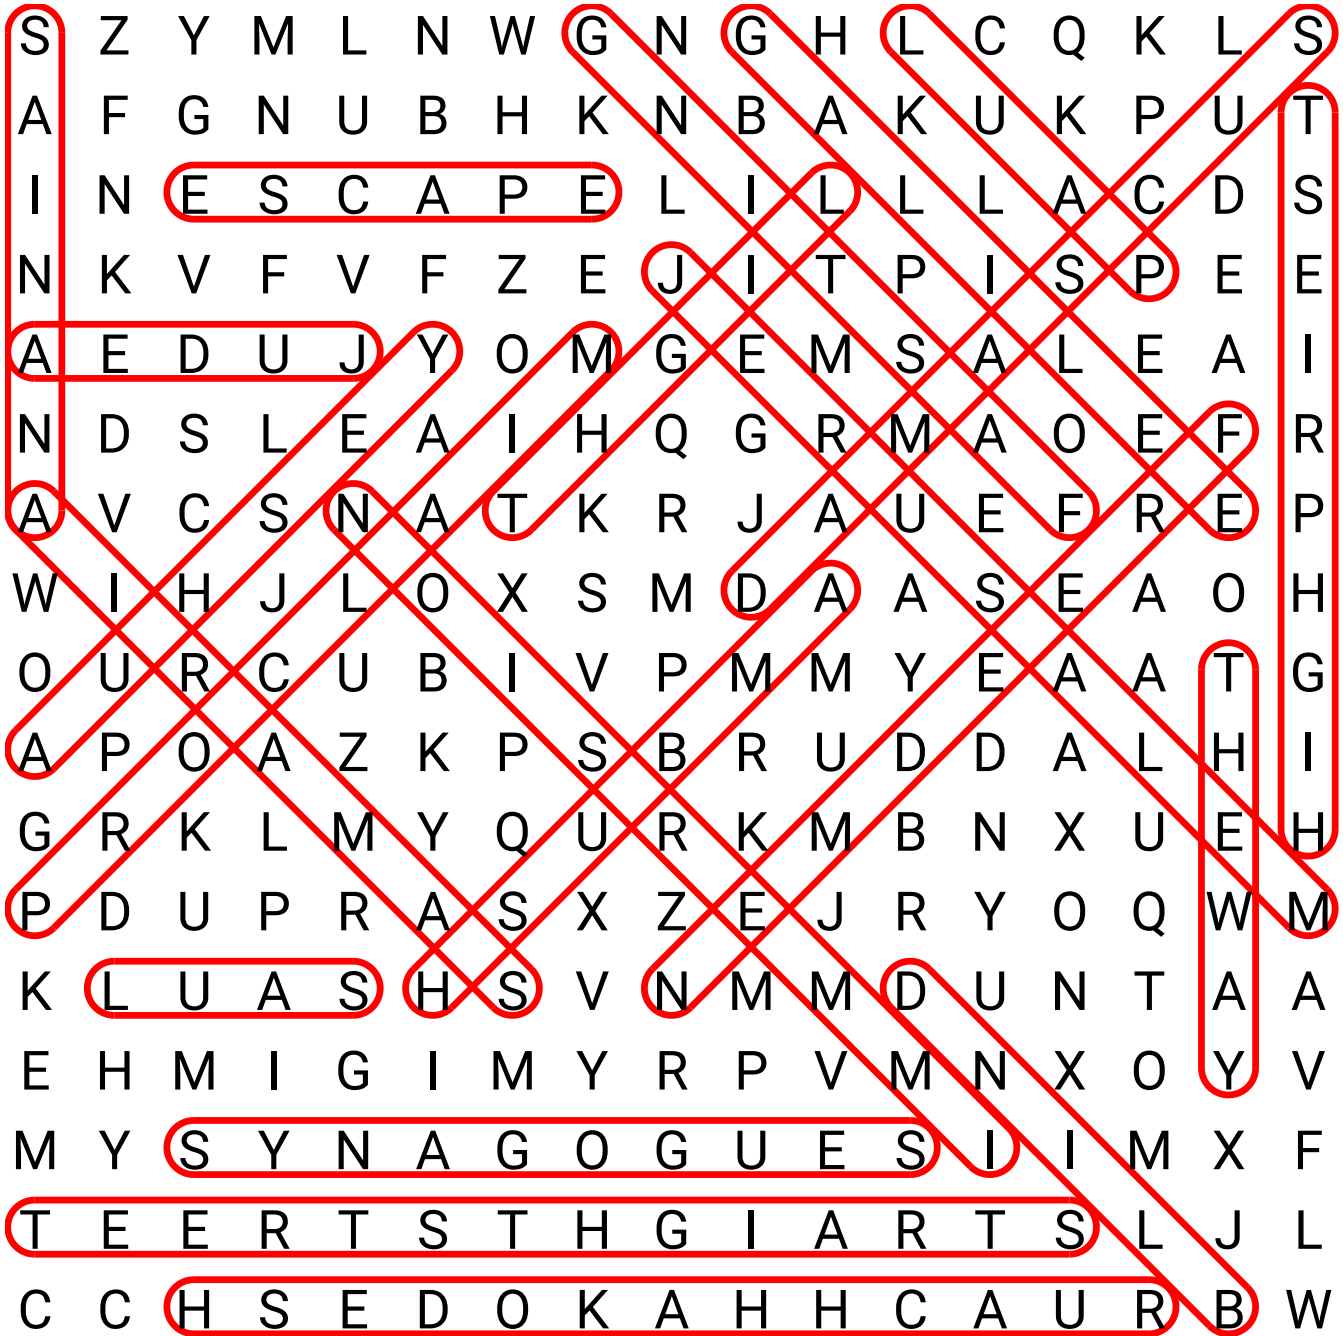 S Z Y M L N W G N G H L C Q K L S
A F G N U B H K N B A K U K P U T
I N E S C A P E L I L L L A C D S
N K V F V F Z E J I T P I S P E E
A E D U J Y O M G E M S A L E A I
N D S L E A I H Q G R M A O E F R
A V C S N A T K R J A U E F R E P
W I H J L O X S M D A A S E A O H
O U R C U B I V P M M Y E A A T G
A P O A Z K P S B R U D D A L H I
G R K L M Y Q U R K M B N X U E H
P D U P R A S X Z E J R Y O Q W M
K L U A S H S V N M M D U N T A A
E H M I G I M Y R P V M N X O Y V
M Y S Y N A G O G U E S I I M X F
T E E R T S T H G I A R T S L J L
C C H S E D O K A H H C A U R B W